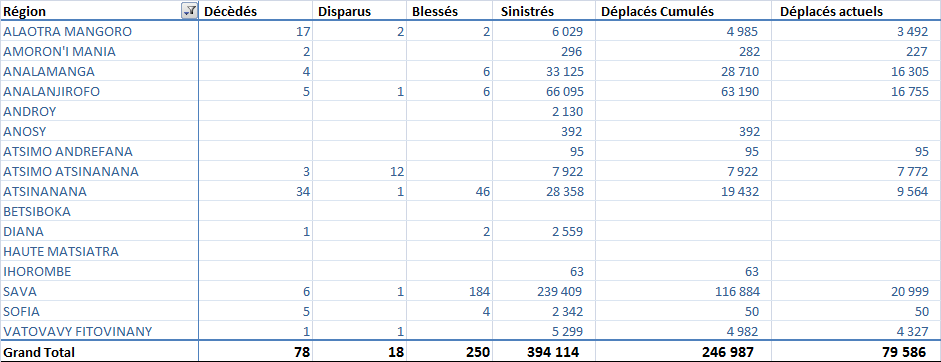 Région Décèdés Disparus Blessés Sinistrés Déplacés Cumulés Déplacés actuels
ALAOTRA MANGORO 17 2 2 6 029 4 985 3 492
AMORON'I MANIA 2 296 282 227
ANALAMANGA 4 6 33 125 28 710 16 305
ANALANJIROFO 5 1 6 66 095 63 190 16 755
ANDROY 2 130
ANOSY 392 392
ATSIMO ANDREFANA 95 95 95
ATSIMO ATSINANANA 3 12 7 922 7 922 7 772
ATSINANANA 34 1 46 28 358 19 432 9 564
BETSIBOKA
DIANA 1 2 2 559
HAUTE MATSIATRA
IHOROMBE 63 63
SAVA 6 1 184 239 409 116 884 20 999
SOFIA 5 4 2 342 50 50
VATOVAVY FITOVINANY 1 1 5 299 4 982 4 327
Grand Total 78 18 250 394 114 246 987 79 586